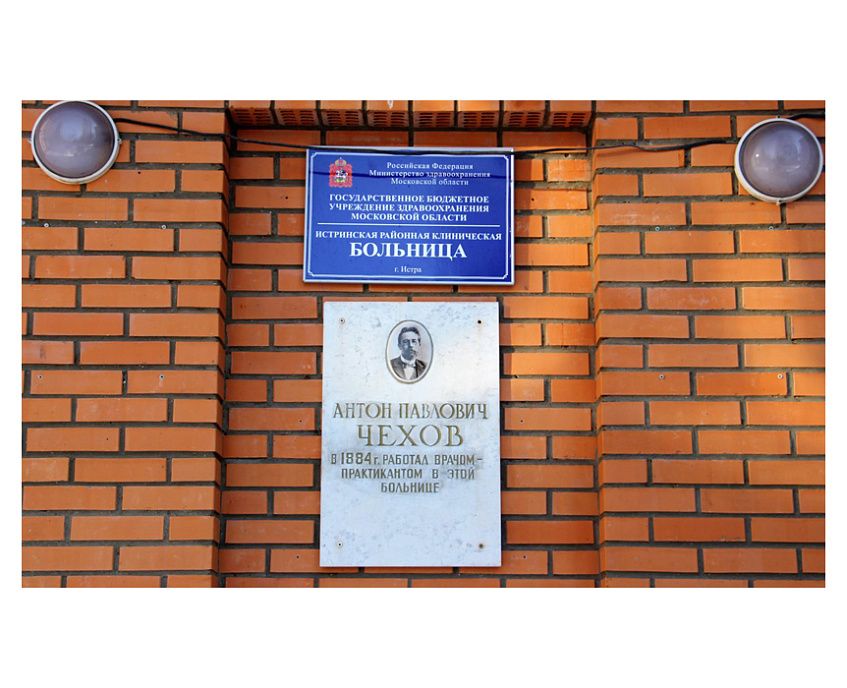 Российская Федерация
Министерство здравоохранения
Московской области
ГОСУДАРСТВЕННОЕ БЮДЖЕТНОЕ
УЧРЕЖДЕНИЕ ЗДРАВООХРАНЕНИЯ
МОСКОВСКОЙ ОБЛАСТИ
ИСТРИНСКАЯ РАЙОННАЯ КЛИНИЧЕСКАЯ
БОЛЬНИЦА
г. Истра
АНТОН ПАВЛОВИЧ
ЧЕХОВ
В 1884 г. РАБОТАЛ ВРАЧОМ-
ПРАКТИКАНТОМ В ЭТОЙ
БОЛЬНИЦЕ